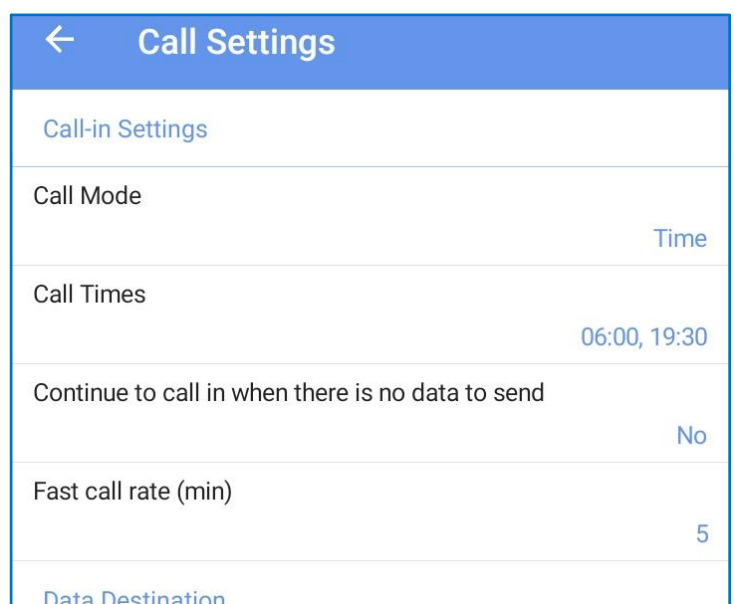 Call Settings
Call-in Settings
Call Mode
Time
Call Times
06:00, 19:30
Continue to call in when there is no data to send
No
Fast call rate (min)
5
Data Destination